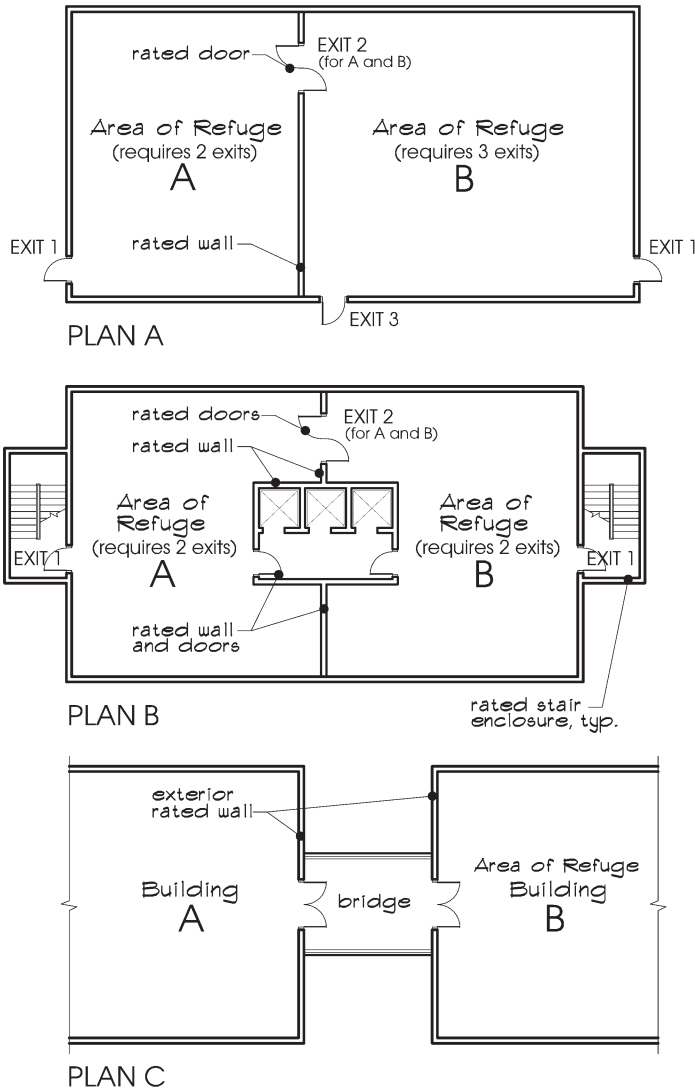 rated door
EXIT 2
(for A and B)
Area of Refuge
(requires 2 exits)
A
Area of Refuge
(requires 3 exits)
B
EXIT 1
rated wall
EXIT 1
EXIT 3
PLAN A
rated doors
EXIT 2
(for A and B)
rated wall
Area of
Refuge
(requires 2 exits)
A
Area of
Refuge
(requires 2 exits)
B
EXIT 1
EXIT 1
rated wall
and doors
rated stair
enclosure, typ.
PLAN B
exterior
rated wall
Building
A
bridge
Area of Refuge
Building
B
PLAN C